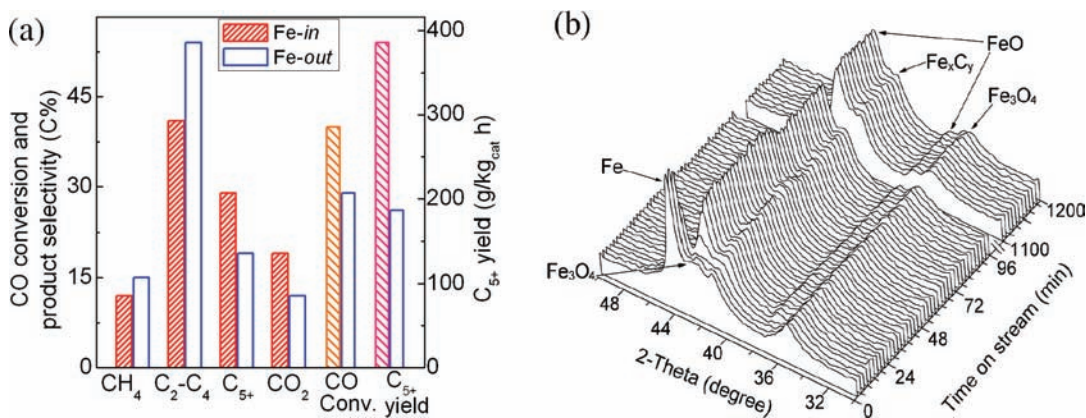 (a)
Fe-in
Fe-out
CO conversion and
product selectivity (C%)
45
30
15
0
400
300
200
100
0
C₅₊ yield (g/kg_cat h)
CH₄
C₂-C₄
C₅₊
CO₂
CO
Conv.
C₅₊
yield
(b)
FeO
FeₓCᵧ
Fe₃O₄
Fe
Fe₃O₄
48
44
40
36
32
2-Theta (degree)
0
24
48
72
96
1100
1200
Time on stream (min)